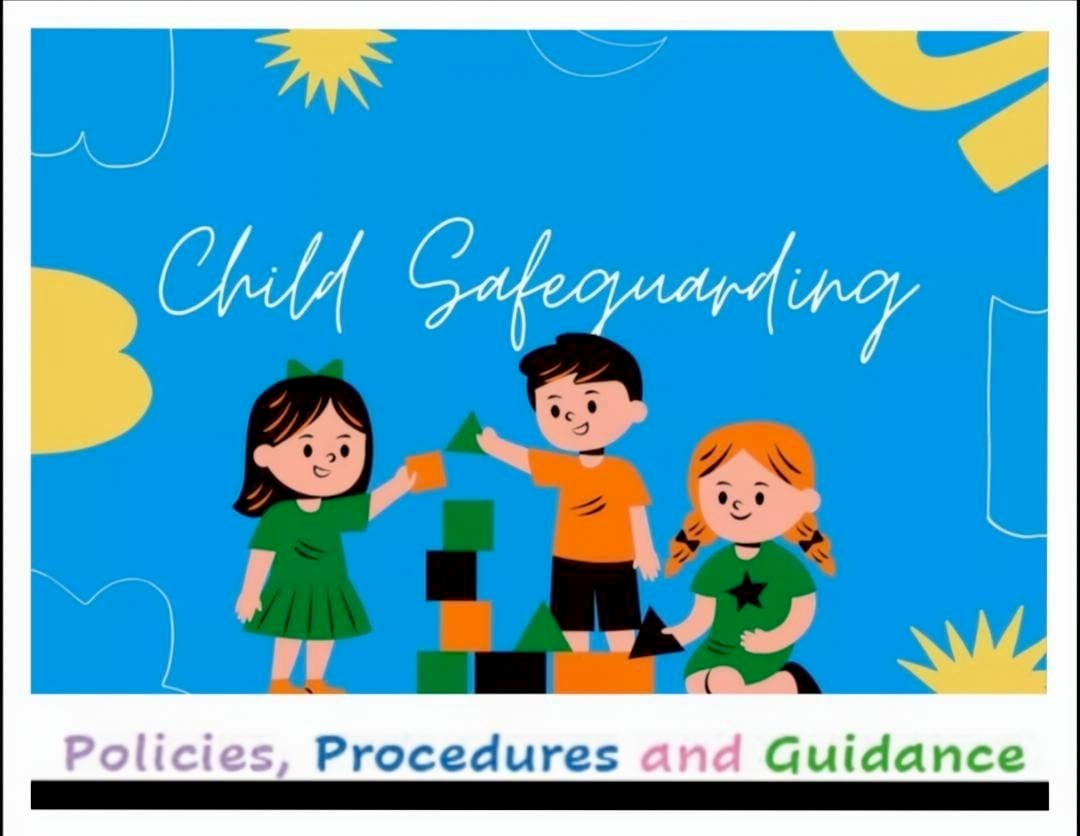 Child Safeguarding
Policies, Procedures and Guidance